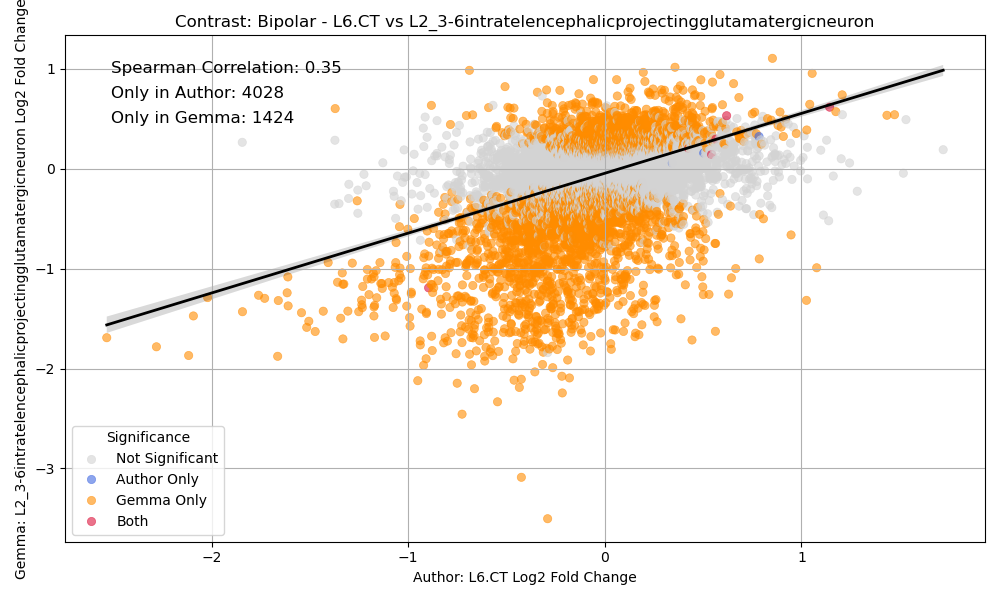 Contrast: Bipolar - L6.CT vs L2_3-6intratelencephalicprojectingglutamatergicneuron
Gemma: L2_3-6intratelencephalicprojectingglutamatergicneuron Log2 Fold Change
Spearman Correlation: 0.35
Only in Author: 4028
Only in Gemma: 1424
1
0
−1
−2
−3
Significance
Not Significant
Author Only
Gemma Only
Both
−2
−1
0
1
Author: L6.CT Log2 Fold Change